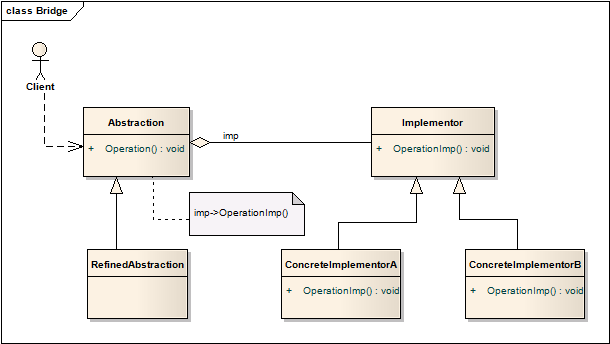 class Bridge
Client
Abstraction
+ Operation() : void
imp
Implementor
+ OperationImp() : void
imp->OperationImp()
RefinedAbstraction
ConcreteImplementorA
+ OperationImp() : void
ConcreteImplementorB
+ OperationImp() : void